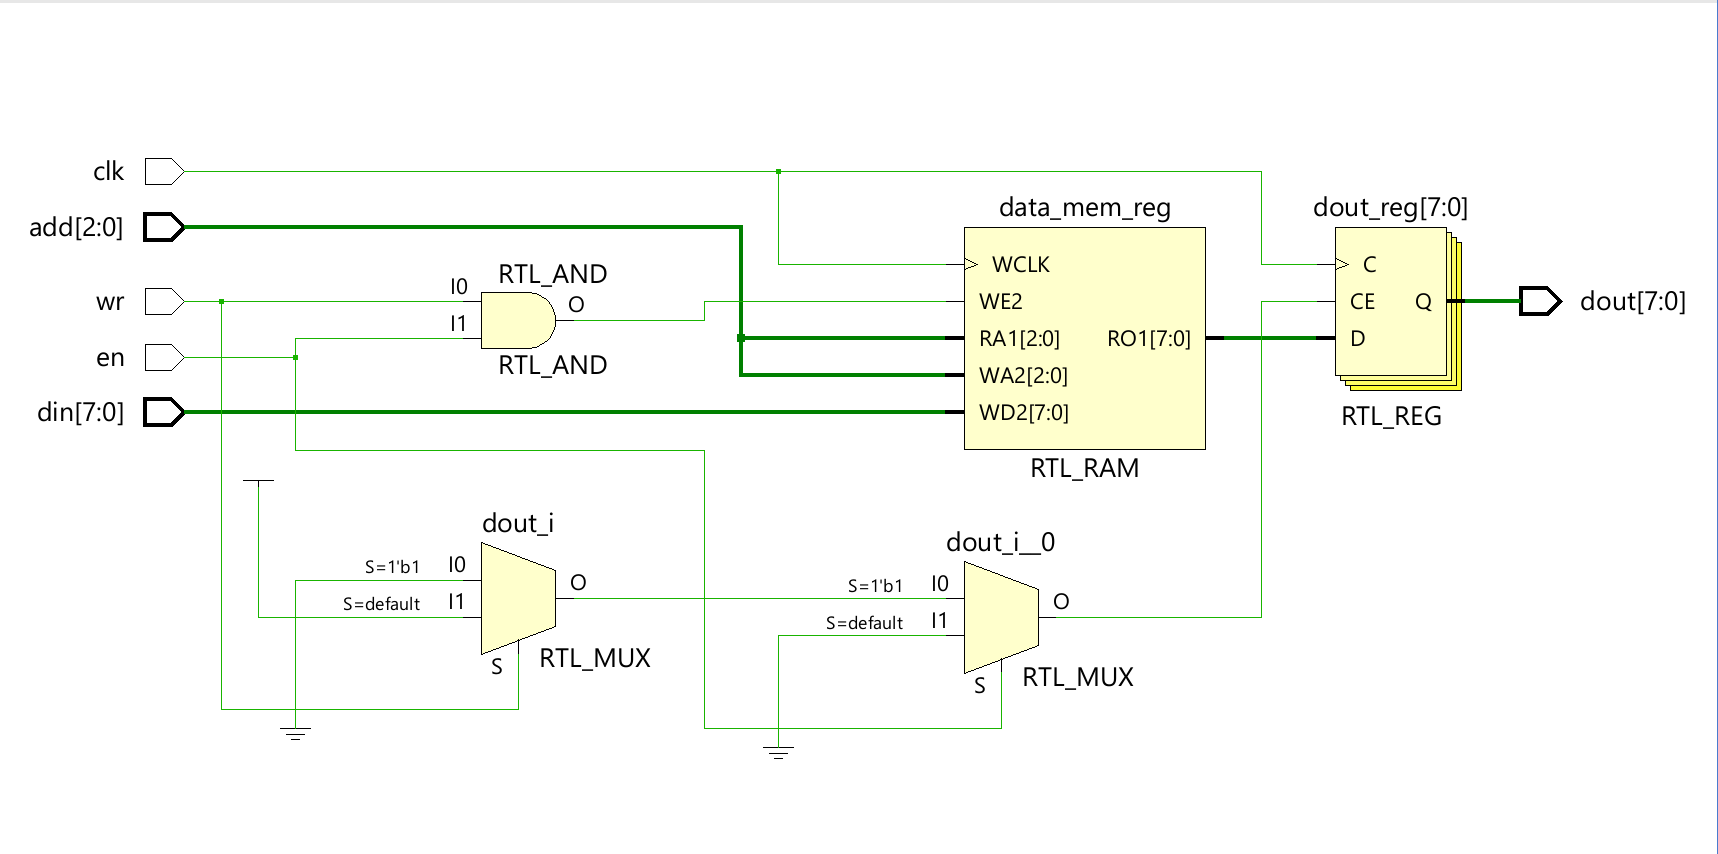 clk
add[2:0]
wr
en
din[7:0]
RTL_AND
I0
I1
O
RTL_AND
data_mem_reg
WCLK
WE2
RA1[2:0]
RO1[7:0]
WA2[2:0]
WD2[7:0]
RTL_RAM
dout_reg[7:0]
C
CE
Q
D
RTL_REG
dout[7:0]
dout_i
S=1'b1
I0
S=default
I1
O
S
RTL_MUX
dout_i__0
S=1'b1
I0
S=default
I1
O
S
RTL_MUX